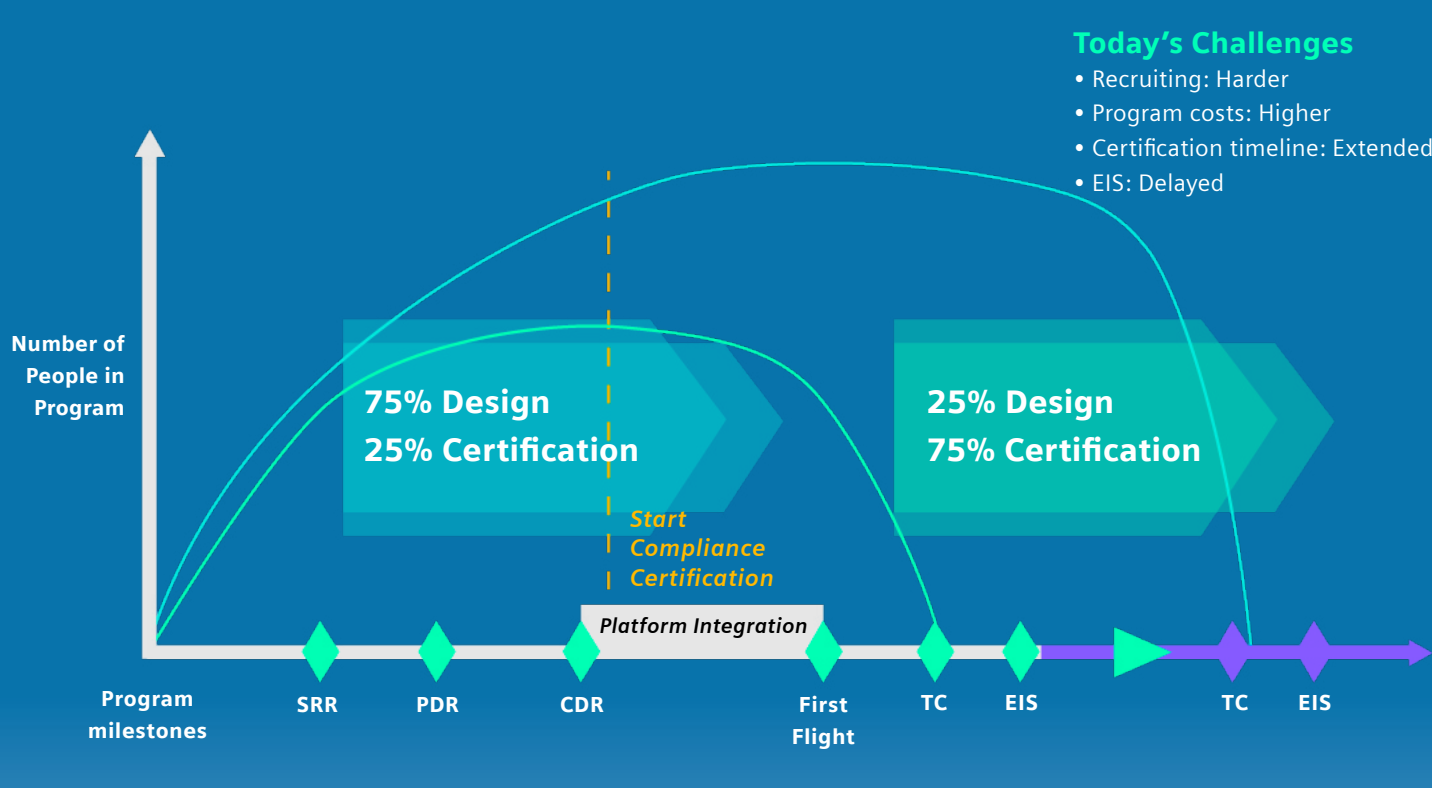 Today’s Challenges
• Recruiting: Harder
• Program costs: Higher
• Certification timeline: Extended
• EIS: Delayed
Number of
People in
Program
75% Design
25% Certification
25% Design
75% Certification
Start
Compliance
Certification
Platform Integration
Program
milestones
SRR
PDR
CDR
First
Flight
TC
EIS
TC
EIS